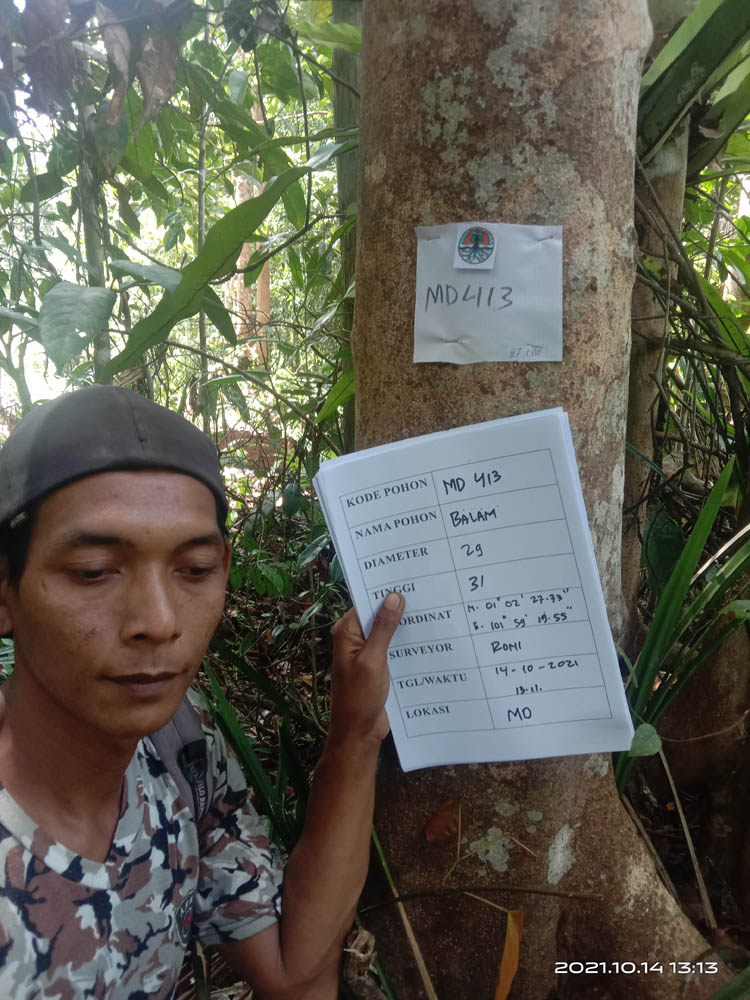 MD413
87 cm
KODE POHON MD 413
NAMA POHON BALAM
DIAMETER 29
TINGGI 31
ORDINAT N. 01° 02' 27.73"
E. 101° 59' 19.55"
SURVEYOR ROMI
TGL/WAKTU 14-10-2021
13.11.
LOKASI MD
2021.10.14 13:13